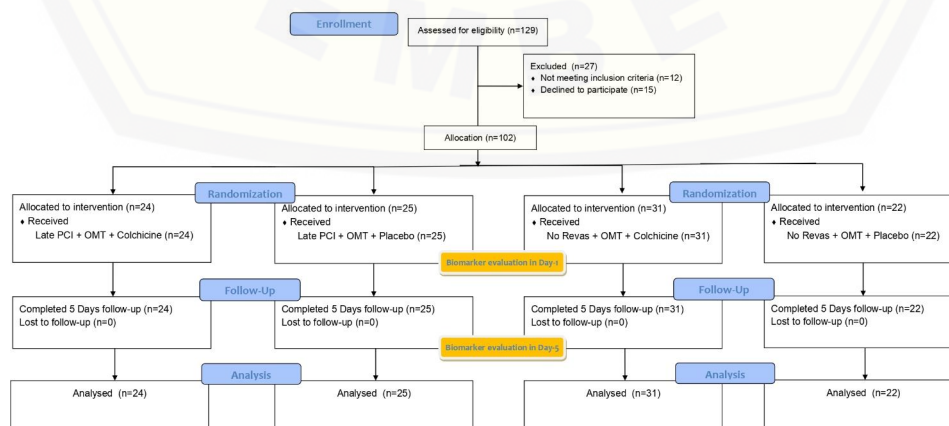 Enrollment
Assessed for eligibility (n=129)
Excluded (n=27)
♦ Not meeting inclusion criteria (n=12)
♦ Declined to participate (n=15)
Allocation (n=102)
Randomization
Randomization
Allocated to intervention (n=24)
♦ Received
Late PCI + OMT + Colchicine (n=24)
Allocated to intervention (n=25)
♦ Received
Late PCI + OMT + Placebo (n=25)
Allocated to intervention (n=31)
♦ Received
No Revas + OMT + Colchicine (n=31)
Allocated to intervention (n=22)
♦ Received
No Revas + OMT + Placebo (n=22)
Biomarker evaluation in Day-1
Follow-Up
Follow-Up
Completed 5 Days follow-up (n=24)
Lost to follow-up (n=0)
Completed 5 Days follow-up (n=25)
Lost to follow-up (n=0)
Completed 5 Days follow-up (n=31)
Lost to follow-up (n=0)
Completed 5 Days follow-up (n=22)
Lost to follow-up (n=0)
Biomarker evaluation in Day-5
Analysis
Analysis
Analysed (n=24)
Analysed (n=25)
Analysed (n=31)
Analysed (n=22)